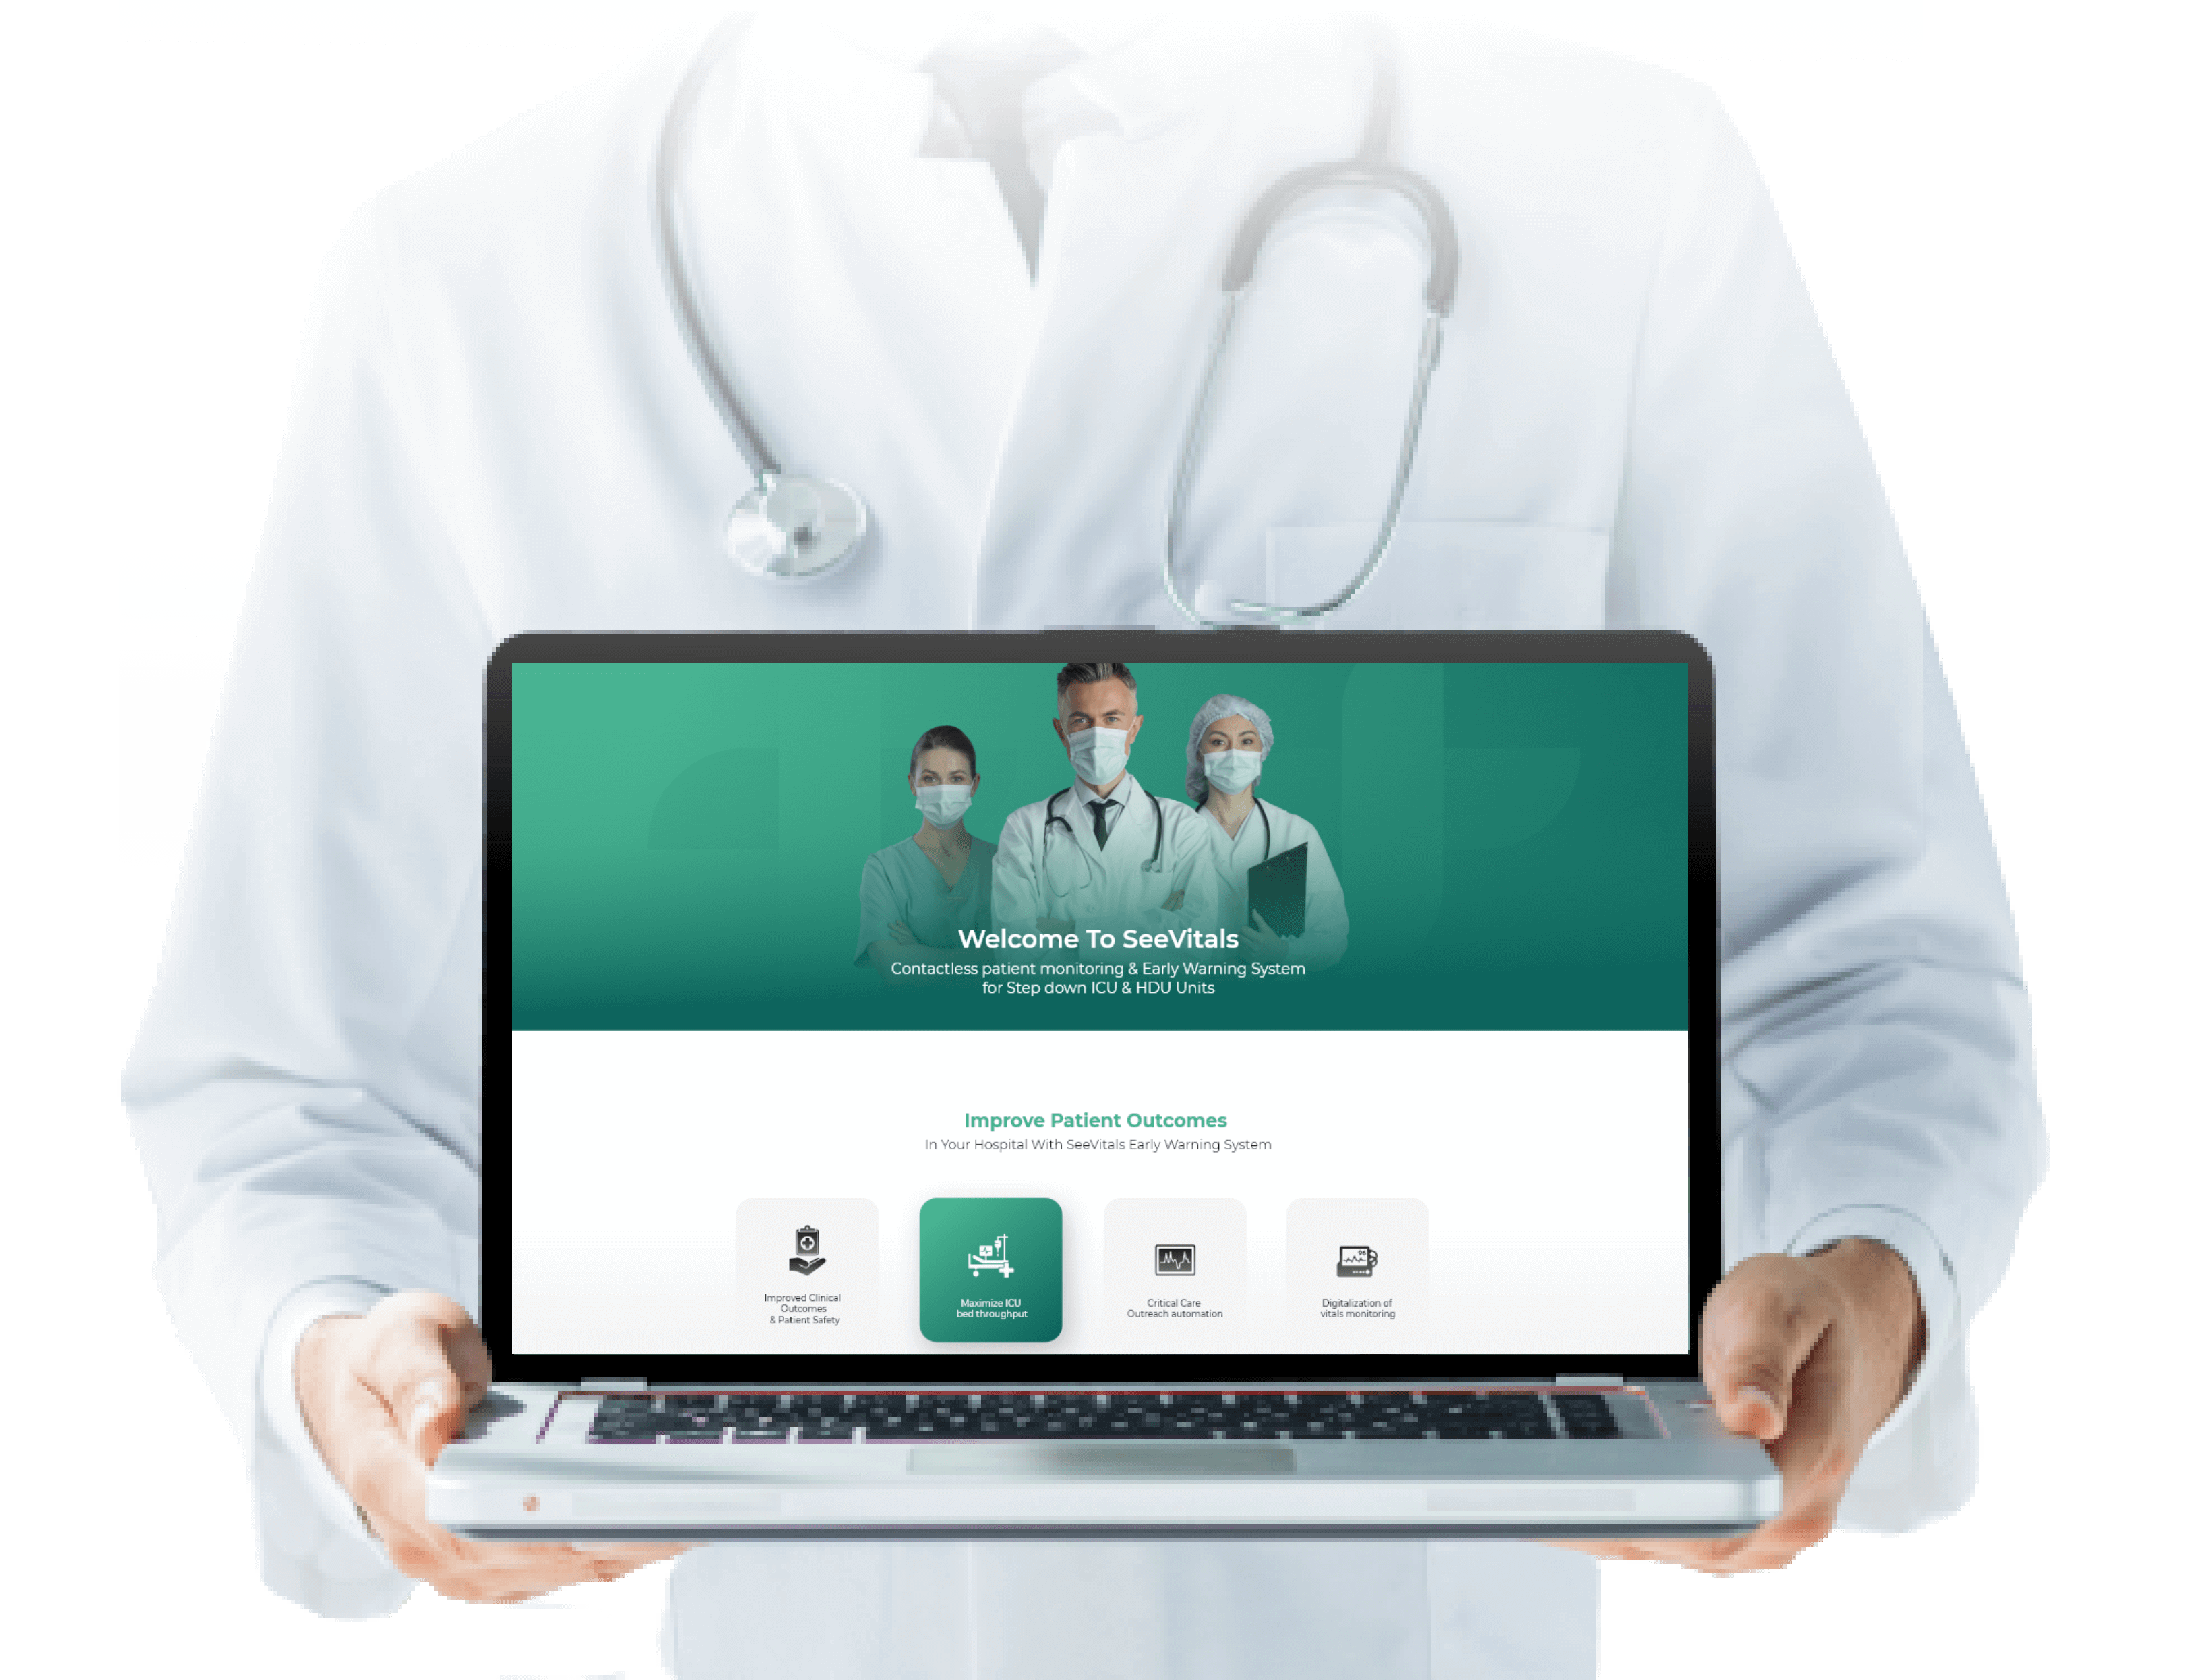 Welcome To SeeVitals
Contactless patient monitoring & Early Warning System
for Step down ICU & HDU Units
Improve Patient Outcomes
In Your Hospital With SeeVitals Early Warning System
Improved Clinical
Outcomes
& Patient Safety
Maximize ICU
bed throughput
Critical Care
Outreach automation
Digitalization of
vitals monitoring
96